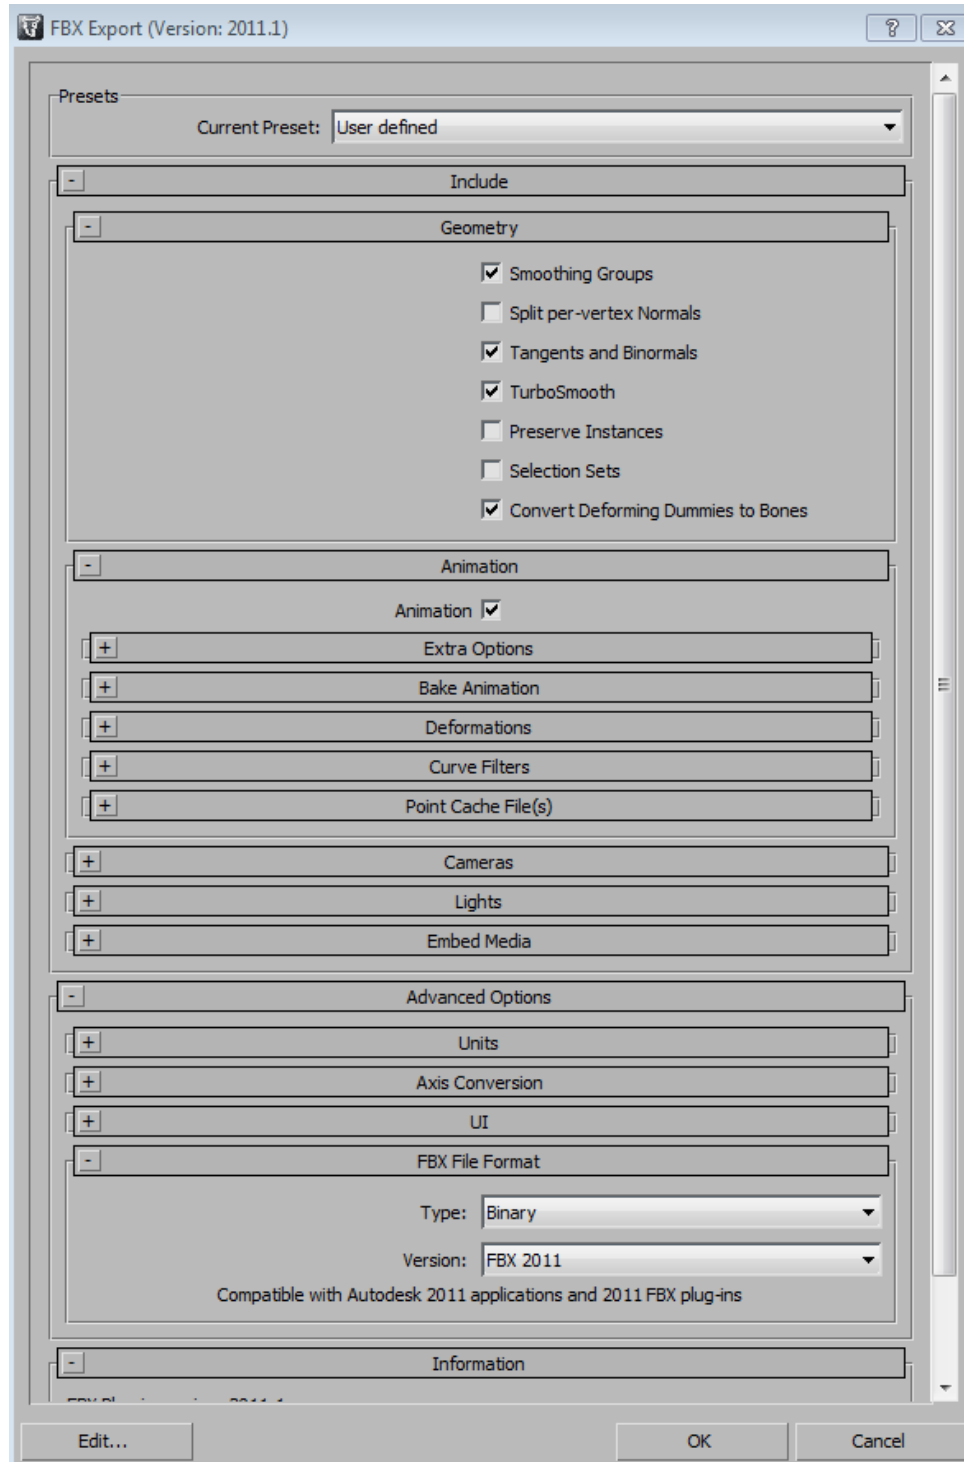 FBX Export (Version: 2011.1)
Presets
Current Preset: User defined
- Include
- Geometry
Smoothing Groups
Split per-vertex Normals
Tangents and Binormals
TurboSmooth
Preserve Instances
Selection Sets
Convert Deforming Dummies to Bones
- Animation
Animation
+ Extra Options
+ Bake Animation
+ Deformations
+ Curve Filters
+ Point Cache File(s)
+ Cameras
+ Lights
+ Embed Media
- Advanced Options
+ Units
+ Axis Conversion
+ UI
- FBX File Format
Type: Binary
Version: FBX 2011
Compatible with Autodesk 2011 applications and 2011 FBX plug-ins
- Information
Edit... OK Cancel